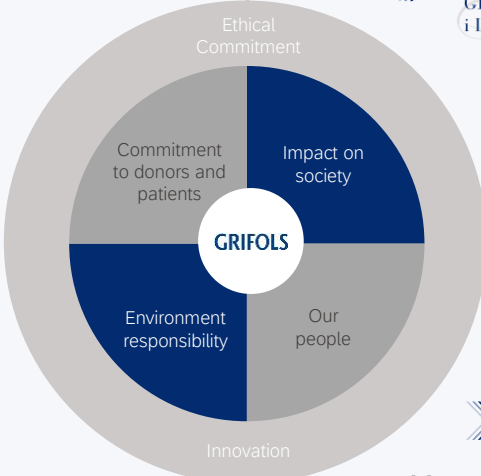 Ethical
Commitment
Commitment
to donors and
patients
Impact on
society
GRIFOLS
Environment
responsibility
Our
people
Innovation